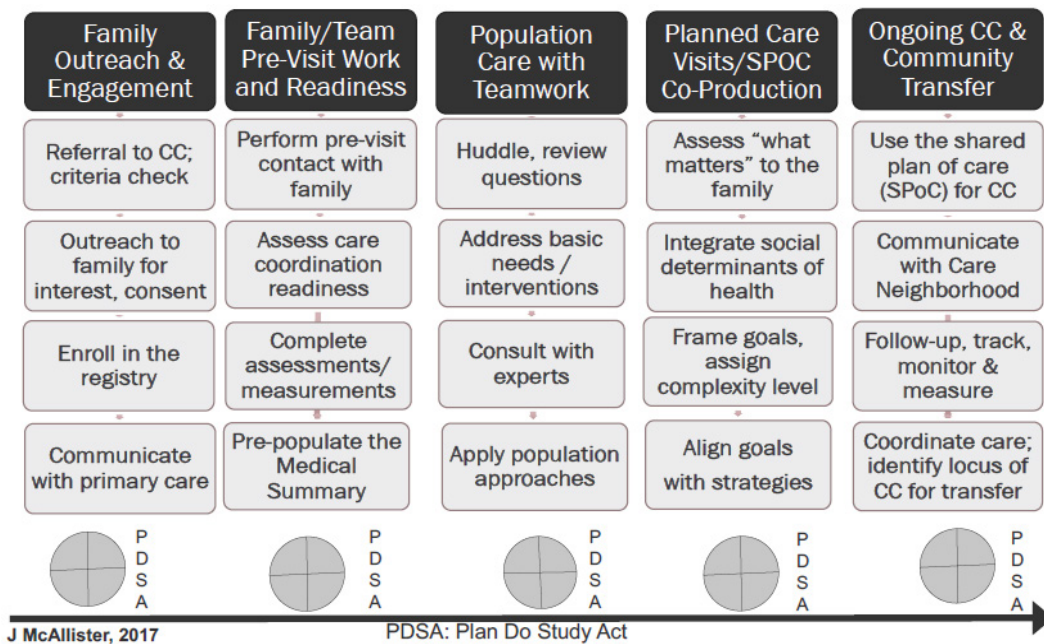 Family
Outreach &
Engagement
Referral to CC;
criteria check
Outreach to
family for
interest, consent
Enroll in the
registry
Communicate
with primary care
Family/Team
Pre-Visit Work
and Readiness
Perform pre-visit
contact with
family
Assess care
coordination
readiness
Complete
assessments/
measurements
Pre-populate the
Medical
Summary
Population
Care with
Teamwork
Huddle, review
questions
Address basic
needs /
interventions
Consult with
experts
Apply population
approaches
Planned Care
Visits/SPOC
Co-Production
Assess “what
matters” to the
family
Integrate social
determinants of
health
Frame goals,
assign
complexity level
Align goals
with strategies
Ongoing CC &
Community
Transfer
Use the shared
plan of care
(SPoC) for CC
Communicate
with Care
Neighborhood
Follow-up, track,
monitor &
measure
Coordinate care;
identify locus of
CC for transfer
P
D
S
A
P
D
S
A
P
D
S
A
P
D
S
A
P
D
S
A
J McAllister, 2017
PDSA: Plan Do Study Act